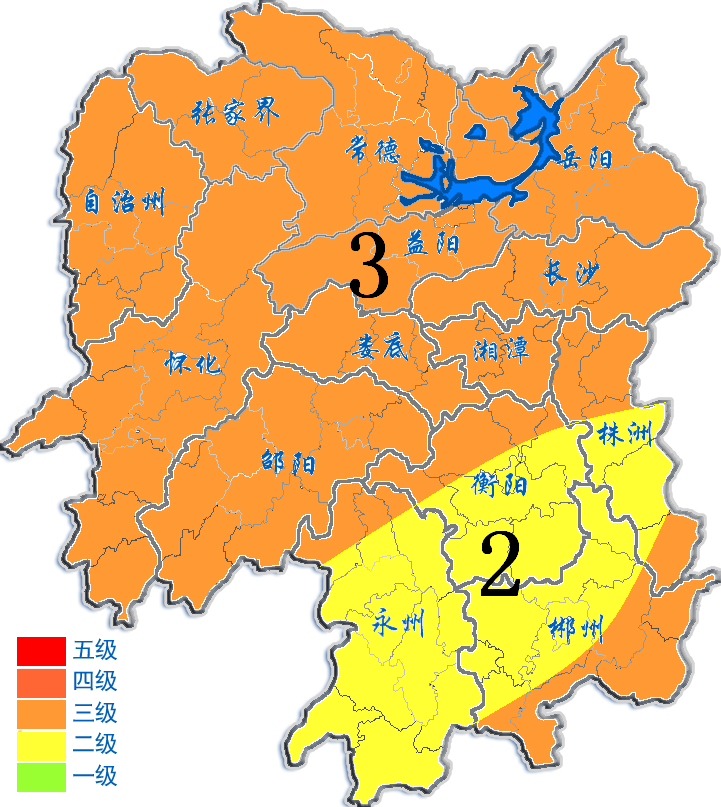 张家界
常德
岳阳
自治州
益阳
3
长沙
怀化
娄底
湘潭
株洲
邵阳
衡阳
2
永州
郴州
五级
四级
三级
二级
一级